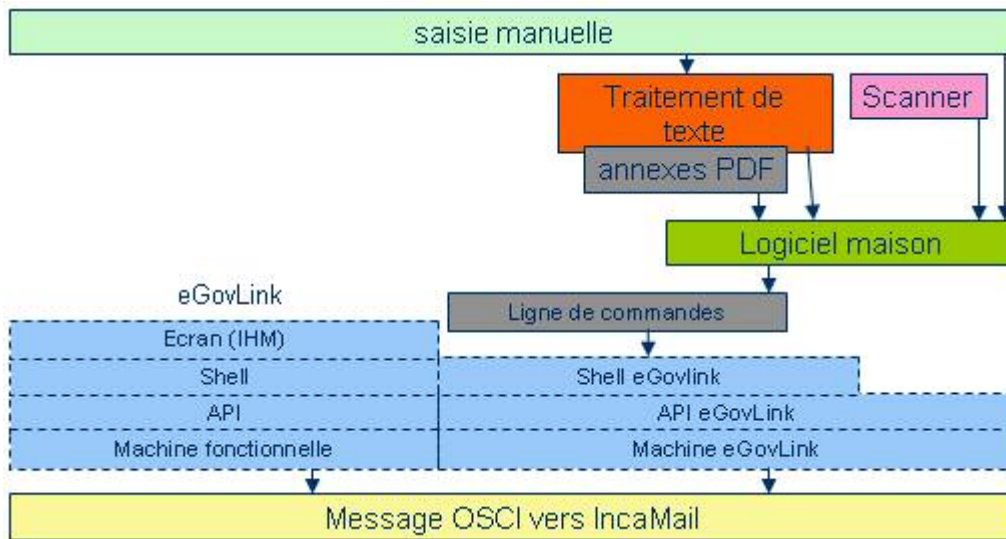 saisie manuelle
Traitement de
texte
Scanner
annexes PDF
Logiciel maison
eGovLink
Ligne de commandes
Ecran (IHM)
Shell
Shell eGovlink
API
API eGovLink
Machine fonctionnelle
Machine eGovLink
Message OSCI vers IncaMail